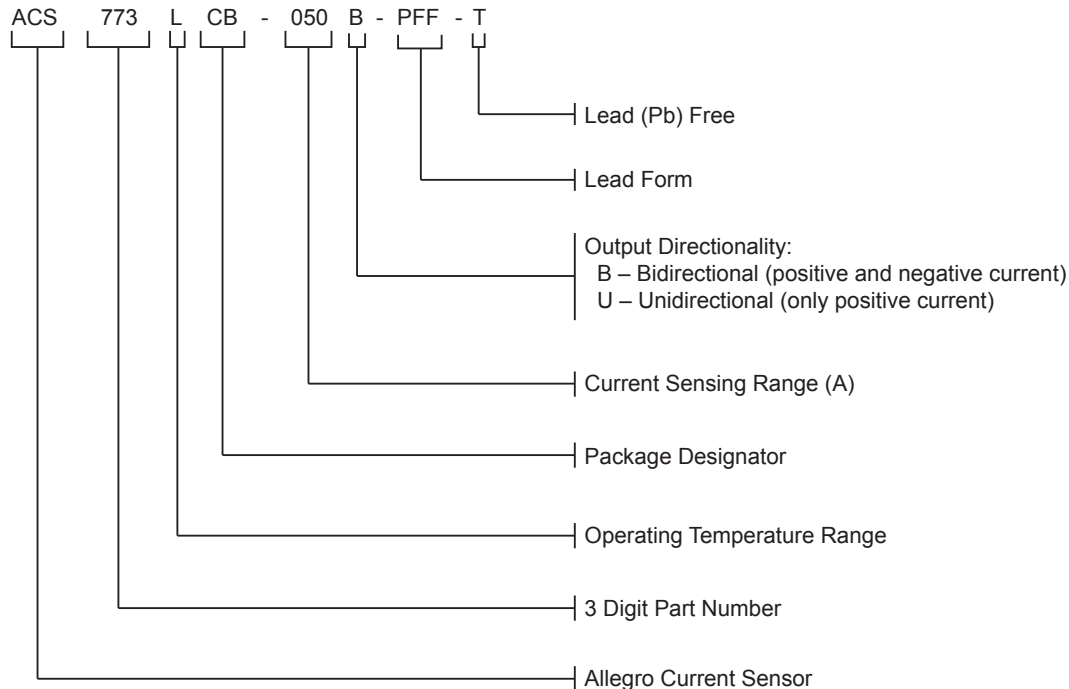 ACS 773 L CB - 050 B - PFF - T
Lead (Pb) Free
Lead Form
Output Directionality:
B – Bidirectional (positive and negative current)
U – Unidirectional (only positive current)
Current Sensing Range (A)
Package Designator
Operating Temperature Range
3 Digit Part Number
Allegro Current Sensor